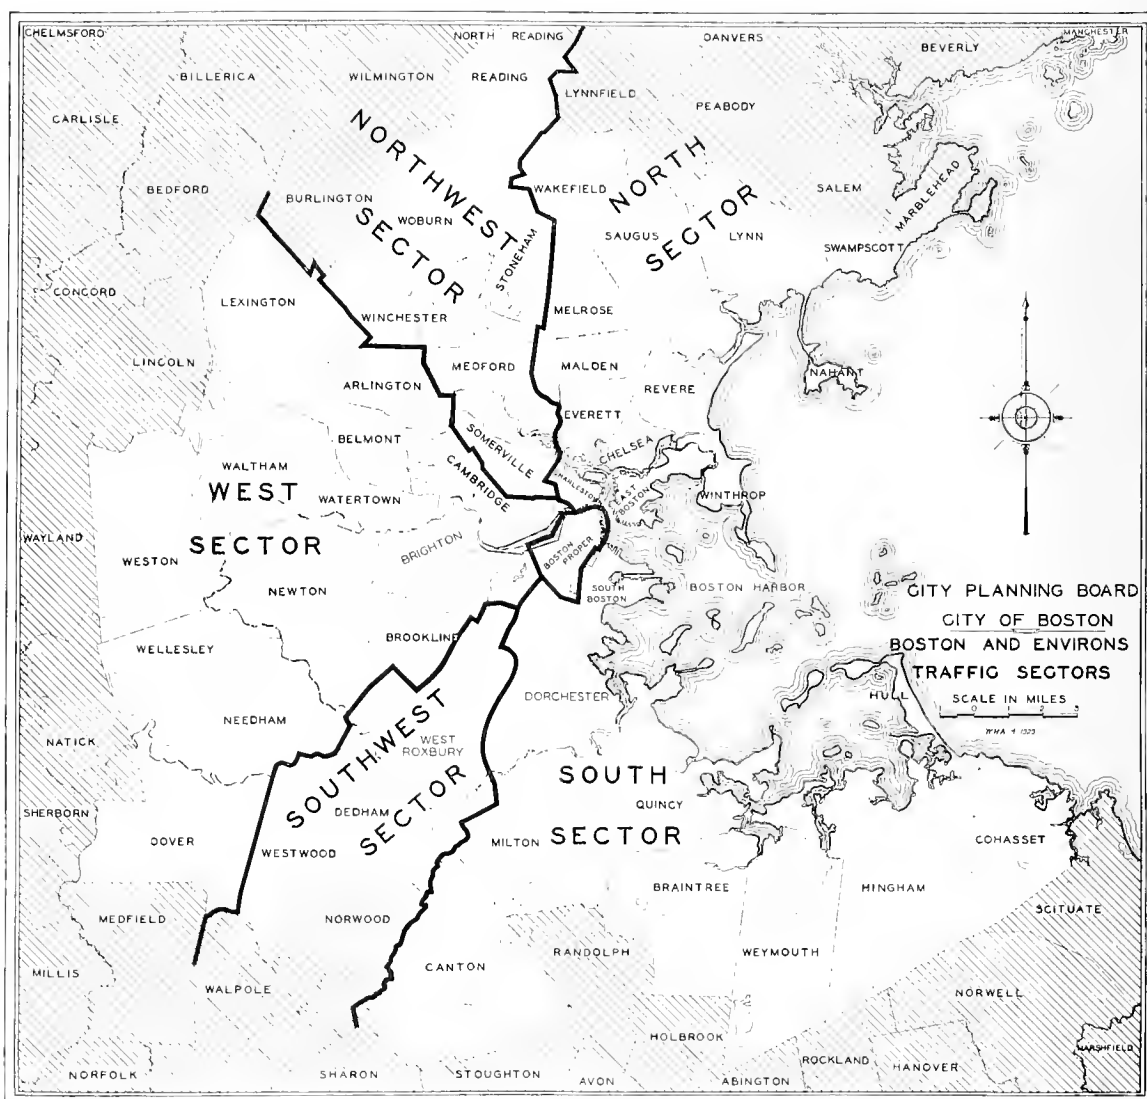 CHELMSFORD
NORTH READING
DANVERS
BEVERLY
MANCHESTER
BILLERICA
WILMINGTON
READING
LYNNFIELD
PEABODY
CARLISLE
NORTHWEST
SECTOR
NORTH
SECTOR
BEDFORD
BURLINGTON
WOBURN
WAKEFIELD
SALEM
MARBLEHEAD
STONEHAM
SAUGUS
LYNN
SWAMPSCOTT
CONCORD
LEXINGTON
WINCHESTER
MELROSE
LINCOLN
ARLINGTON
MEDFORD
MALDEN
REVERE
NAHANT
EVERETT
BELMONT
SOMERVILLE
CHELSEA
WALTHAM
CAMBRIDGE
CHARLESTOWN
EAST
BOSTON
WINTHROP
WEST
SECTOR
WATERTOWN
WAYLAND
WESTON
BRIGHTON
BOSTON
PROPER
NEWTON
SOUTH
BOSTON
BOSTON HARBOR
CITY PLANNING BOARD
CITY OF BOSTON
BOSTON AND ENVIRONS
TRAFFIC SECTORS
SCALE IN MILES
1 0 1 2 3
WELLESLEY
BROOKLINE
DORCHESTER
HULL
NEEDHAM
WEST
ROXBURY
NATICK
SOUTHWEST
SECTOR
SOUTH
SECTOR
SHERBORN
DEDHAM
QUINCY
DOVER
WESTWOOD
MILTON
COHASSET
MEDFIELD
NORWOOD
BRAINTREE
HINGHAM
SCITUATE
MILLIS
WALPOLE
CANTON
RANDOLPH
WEYMOUTH
NORWELL
HOLBROOK
NORFOLK
SHARON
STOUGHTON
AVON
ABINGTON
ROCKLAND
HANOVER
MARSHFIELD